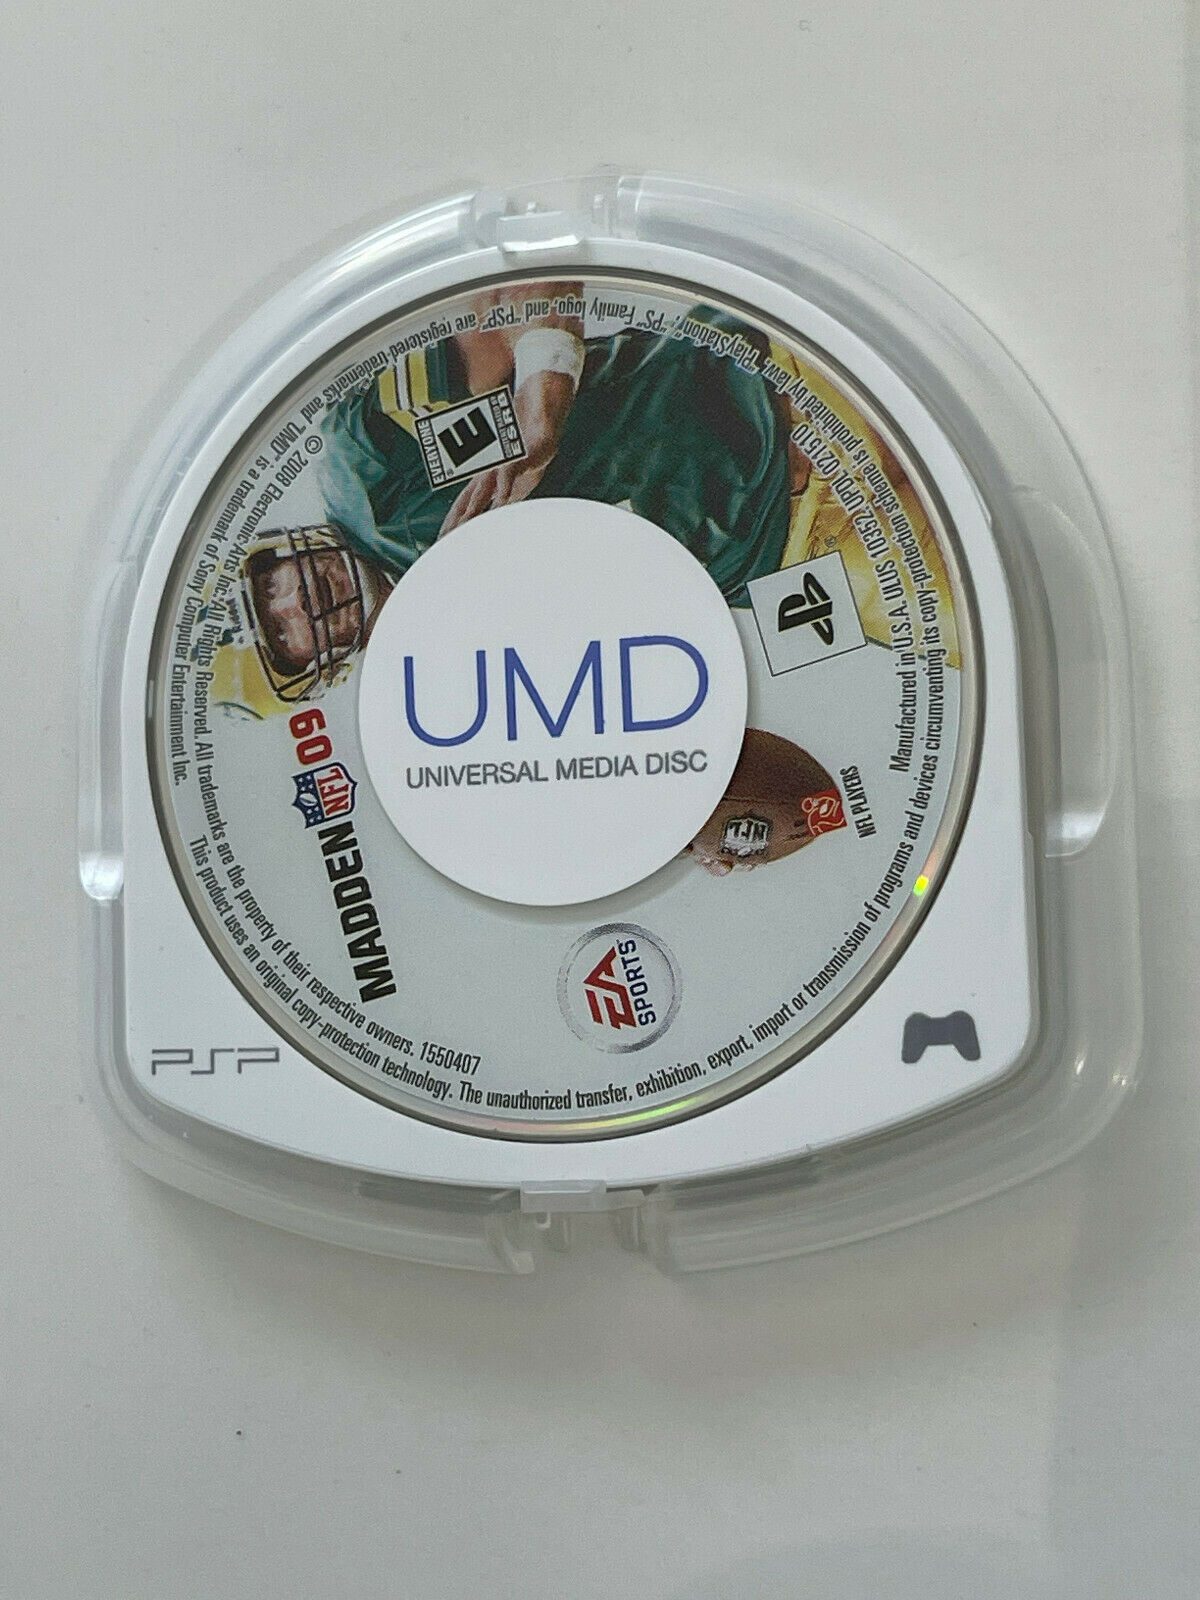 UMD
UNIVERSAL MEDIA DISC
MADDEN NFL 09
EVERYONE
E
ESRB
NFL
NFL PLAYERS
EA
SPORTS
PSP
© 2008 Electronic Arts Inc. All Rights Reserved. All trademarks are the property of their respective owners. 1550407
Manufactured in U.S.A. ULUS 10352 UPDL 021510
This product uses an original copy-protection technology. The unauthorized transfer, exhibition, export, import or transmission of programs and devices circumventing its copy-protection scheme is prohibited by law. "PlayStation", "PS" Family logo, and "PSP" are registered trademarks and "UMD" is a trademark of Sony Computer Entertainment Inc.